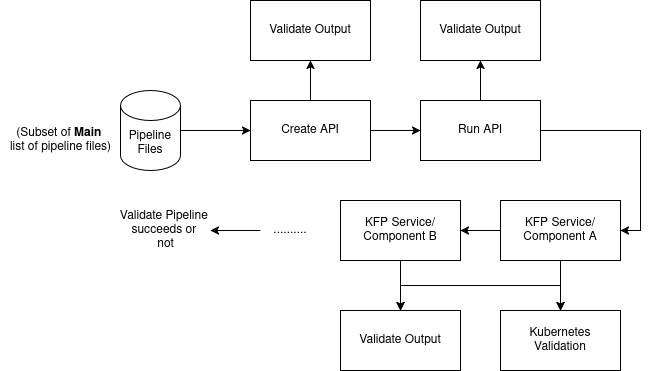 Validate Output
Validate Output
(Subset of Main
list of pipeline files)
Pipeline
Files
Create API
Run API
Validate Pipeline
succeeds or
not
..........
KFP Service/
Component B
KFP Service/
Component A
Validate Output
Kubernetes
Validation